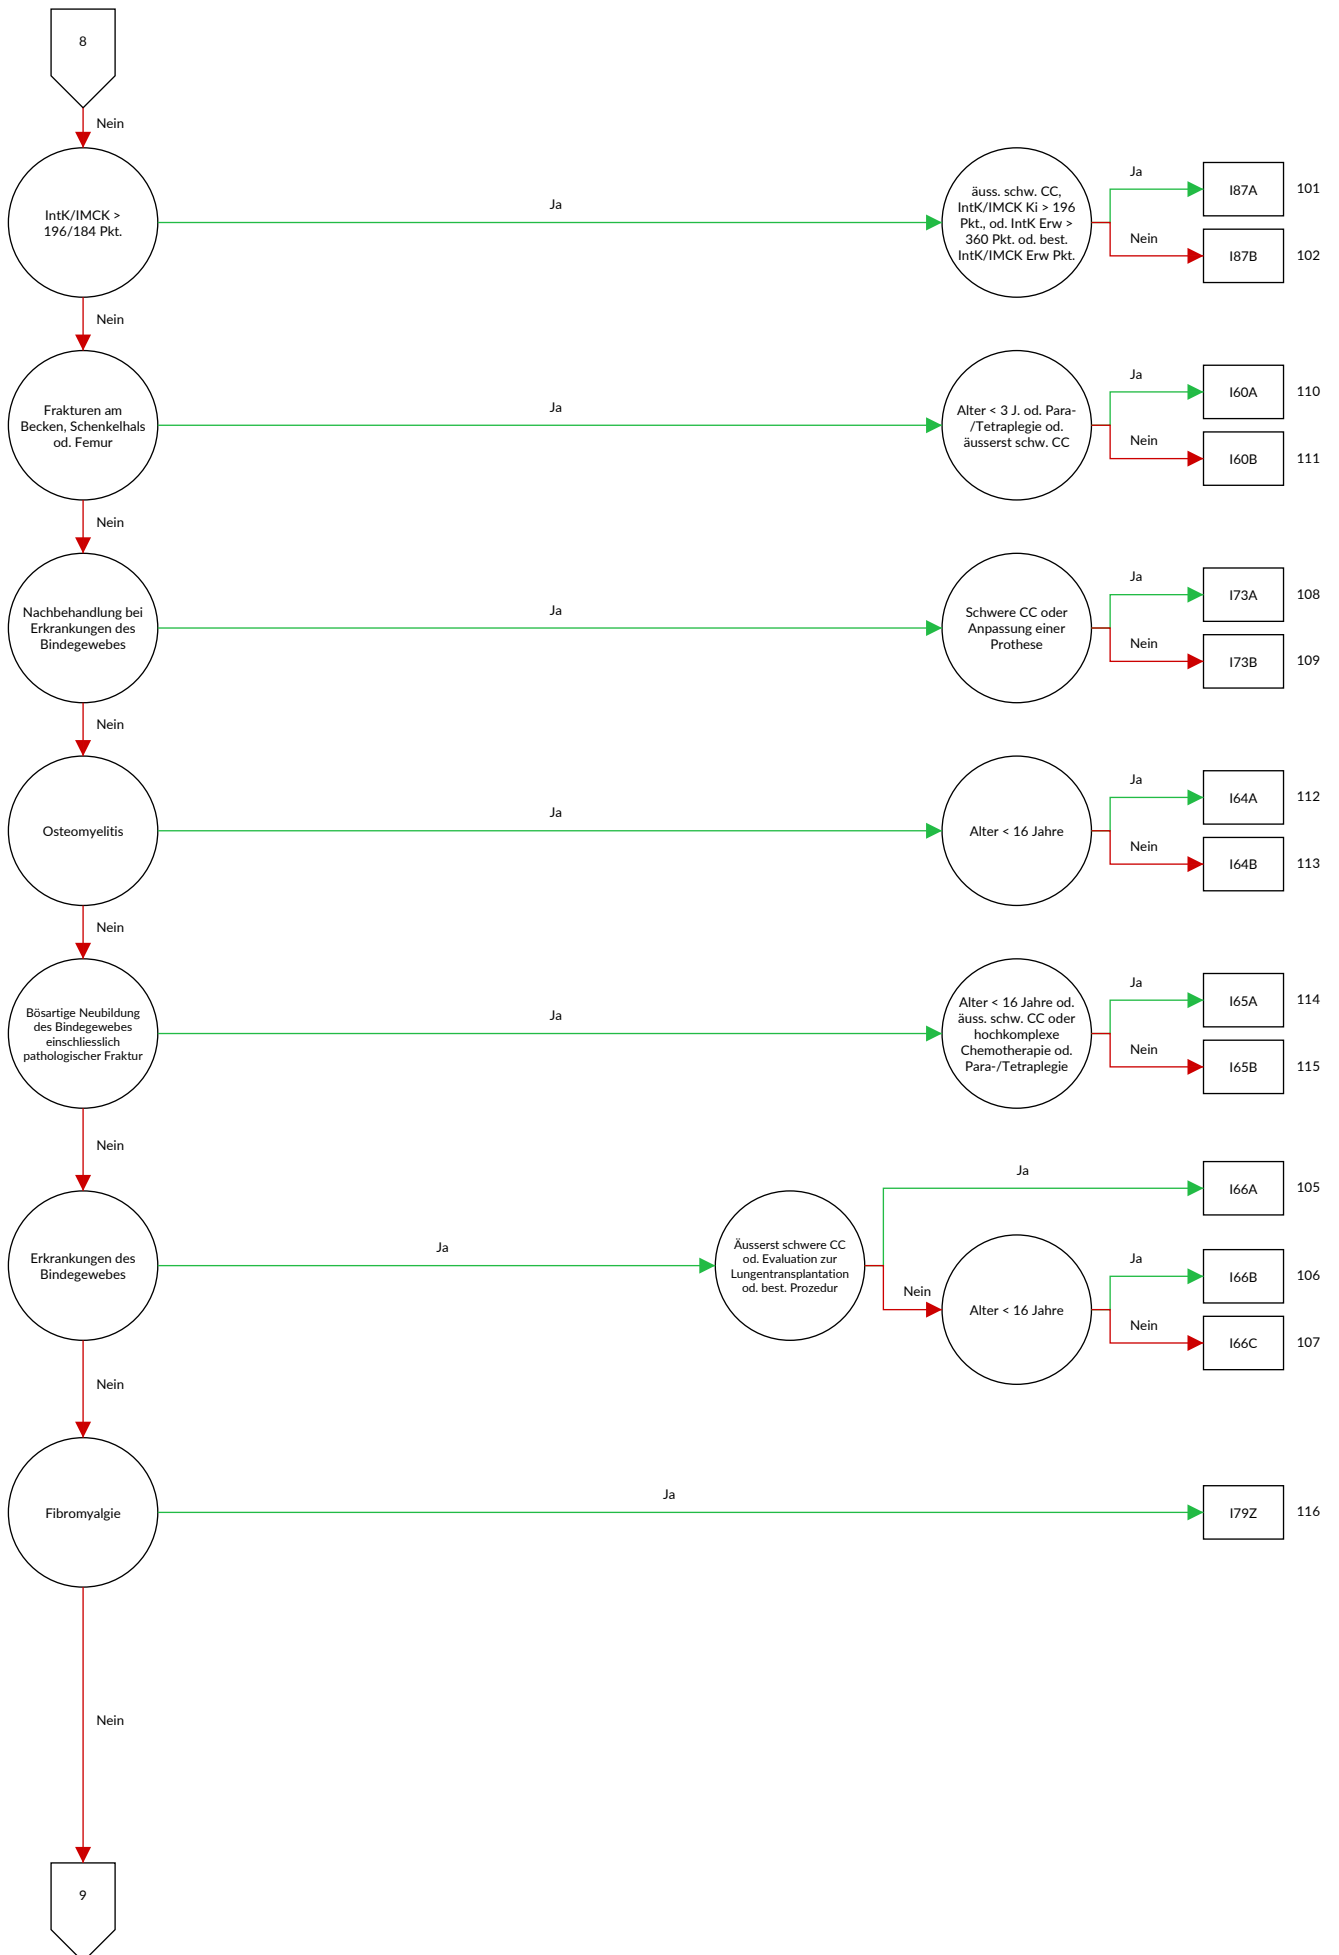 8
Nein
IntK/IMCK >
196/184 Pkt.
Ja
äuss. schw. CC,
IntK/IMCK Ki > 196
Pkt., od. IntK Erw >
360 Pkt. od. best.
IntK/IMCK Erw Pkt.
Ja
I87A
101
Nein
I87B
102
Nein
Frakturen am
Becken, Schenkelhals
od. Femur
Ja
Alter < 3 J. od. Para-
/Tetraplegie od.
äusserst schw. CC
Ja
I60A
110
Nein
I60B
111
Nein
Nachbehandlung bei
Erkrankungen des
Bindegewebes
Ja
Schwere CC oder
Anpassung einer
Prothese
Ja
I73A
108
Nein
I73B
109
Nein
Osteomyelitis
Ja
Alter < 16 Jahre
Ja
I64A
112
Nein
I64B
113
Nein
Bösartige Neubildung
des Bindegewebes
einschliesslich
pathologischer Fraktur
Ja
Alter < 16 Jahre od.
äuss. schw. CC oder
hochkomplexe
Chemotherapie od.
Para-/Tetraplegie
Ja
I65A
114
Nein
I65B
115
Nein
Erkrankungen des
Bindegewebes
Ja
Äusserst schwere CC
od. Evaluation zur
Lungentransplantation
od. best. Prozedur
Ja
I66A
105
Nein
Alter < 16 Jahre
Ja
I66B
106
Nein
I66C
107
Nein
Fibromyalgie
Ja
I79Z
116
Nein
9